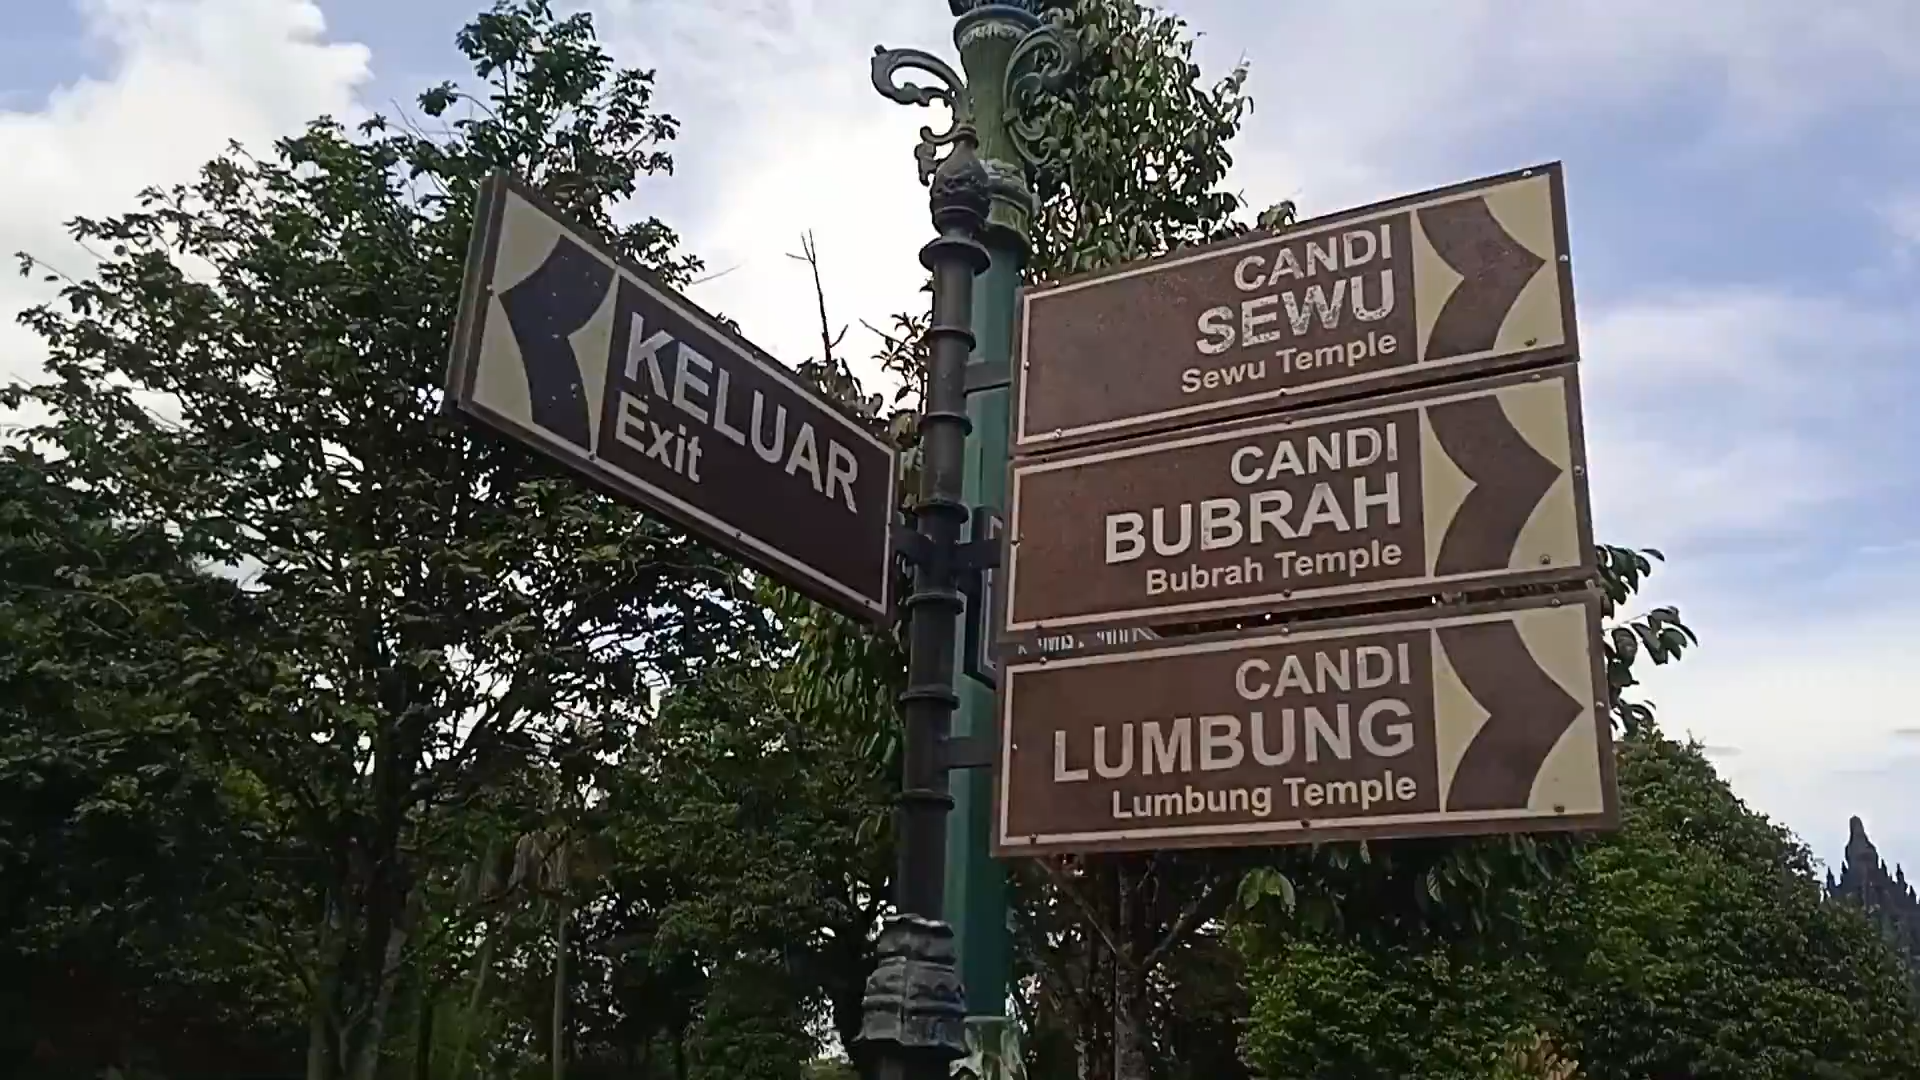 KELUAR
Exit
CANDI
SEWU
Sewu Temple
CANDI
BUBRAH
Bubrah Temple
CANDI
LUMBUNG
Lumbung Temple